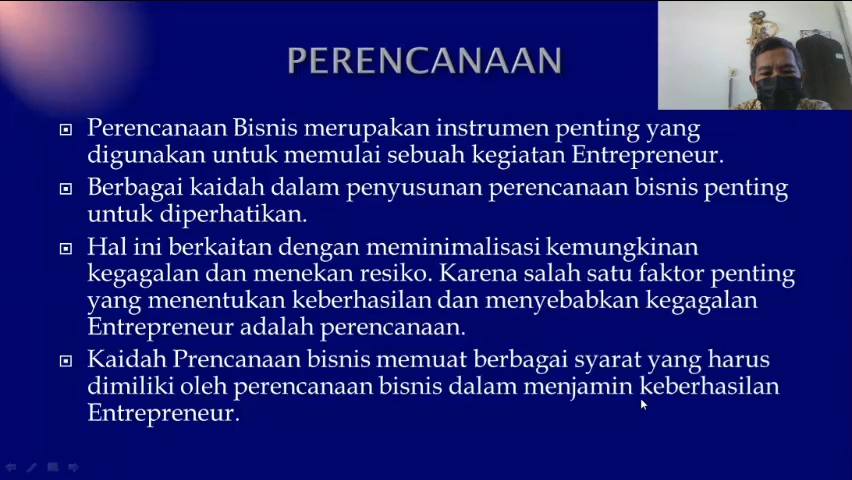 PERENCANAAN
Perencanaan Bisnis merupakan instrumen penting yang
digunakan untuk memulai sebuah kegiatan Entrepreneur.
Berbagai kaidah dalam penyusunan perencanaan bisnis penting
untuk diperhatikan.
Hal ini berkaitan dengan meminimalisasi kemungkinan
kegagalan dan menekan resiko. Karena salah satu faktor penting
yang menentukan keberhasilan dan menyebabkan kegagalan
Entrepreneur adalah perencanaan.
Kaidah Prencanaan bisnis memuat berbagai syarat yang harus
dimiliki oleh perencanaan bisnis dalam menjamin keberhasilan
Entrepreneur.